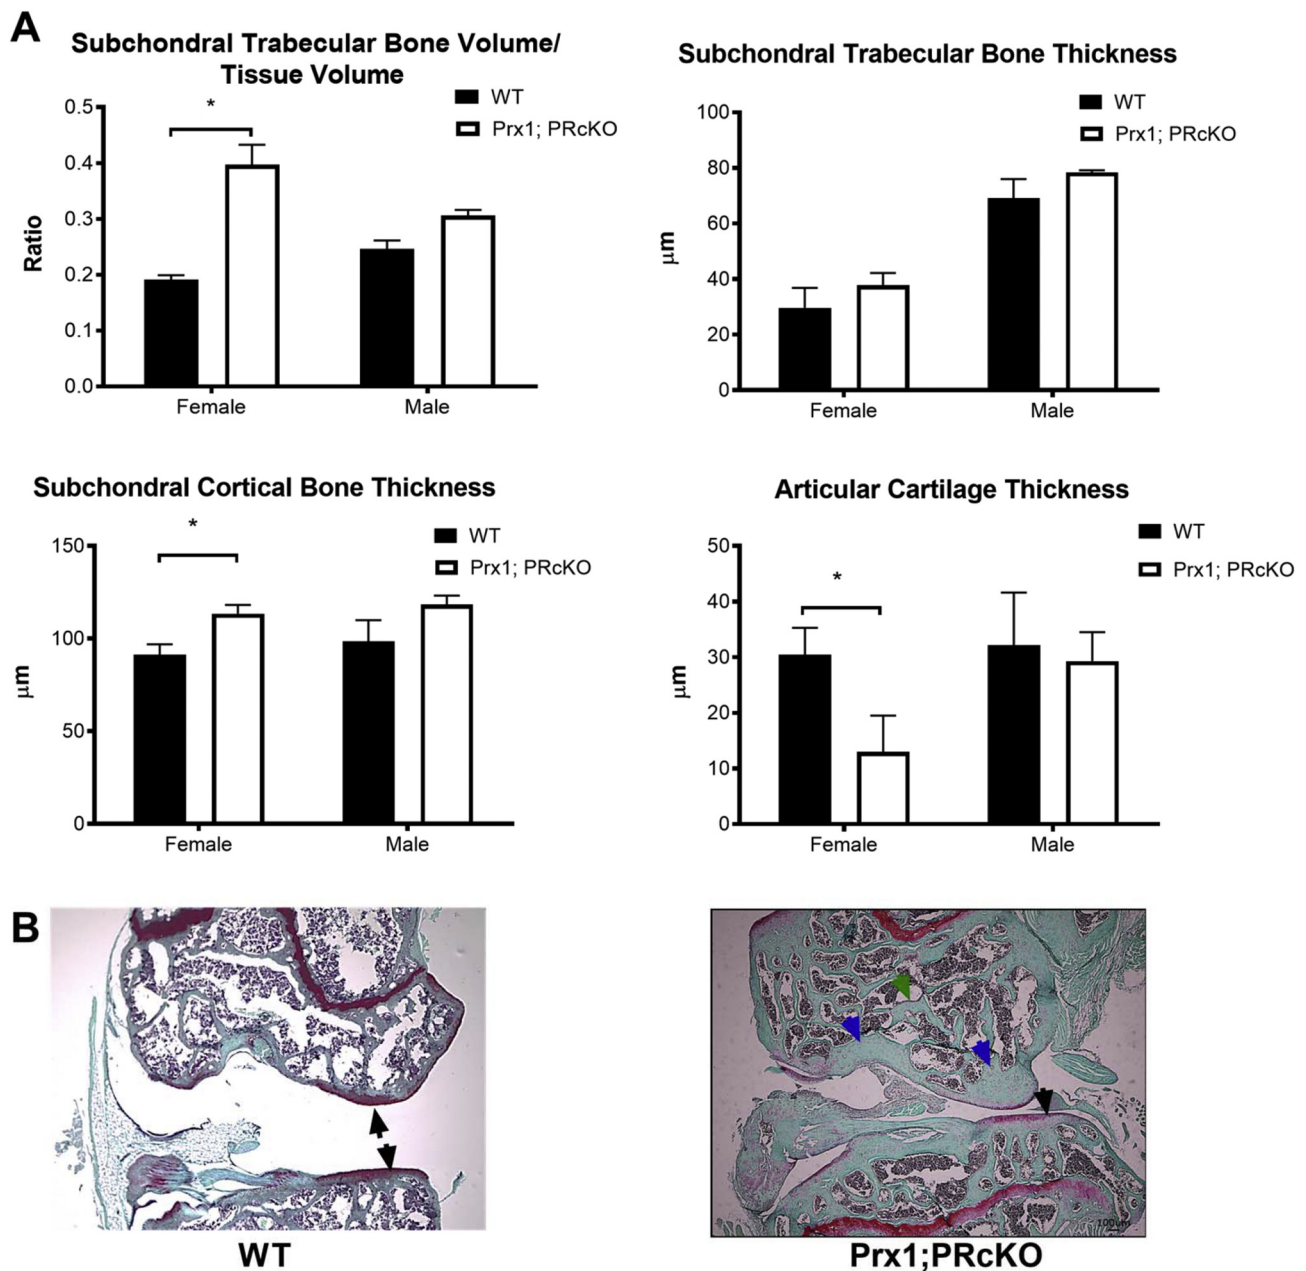 A
Subchondral Trabecular Bone Volume/
Tissue Volume
WT
Prx1; PRcKO
*
0.5
0.4
0.3
0.2
0.1
0.0
Ratio
Female
Male
Subchondral Trabecular Bone Thickness
WT
Prx1; PRcKO
100
80
60
40
20
0
μm
Female
Male
Subchondral Cortical Bone Thickness
WT
Prx1; PRcKO
*
150
100
50
0
μm
Female
Male
Articular Cartilage Thickness
WT
Prx1; PRcKO
*
50
40
30
20
10
0
μm
Female
Male
B
100um
WT
Prx1;PRcKO